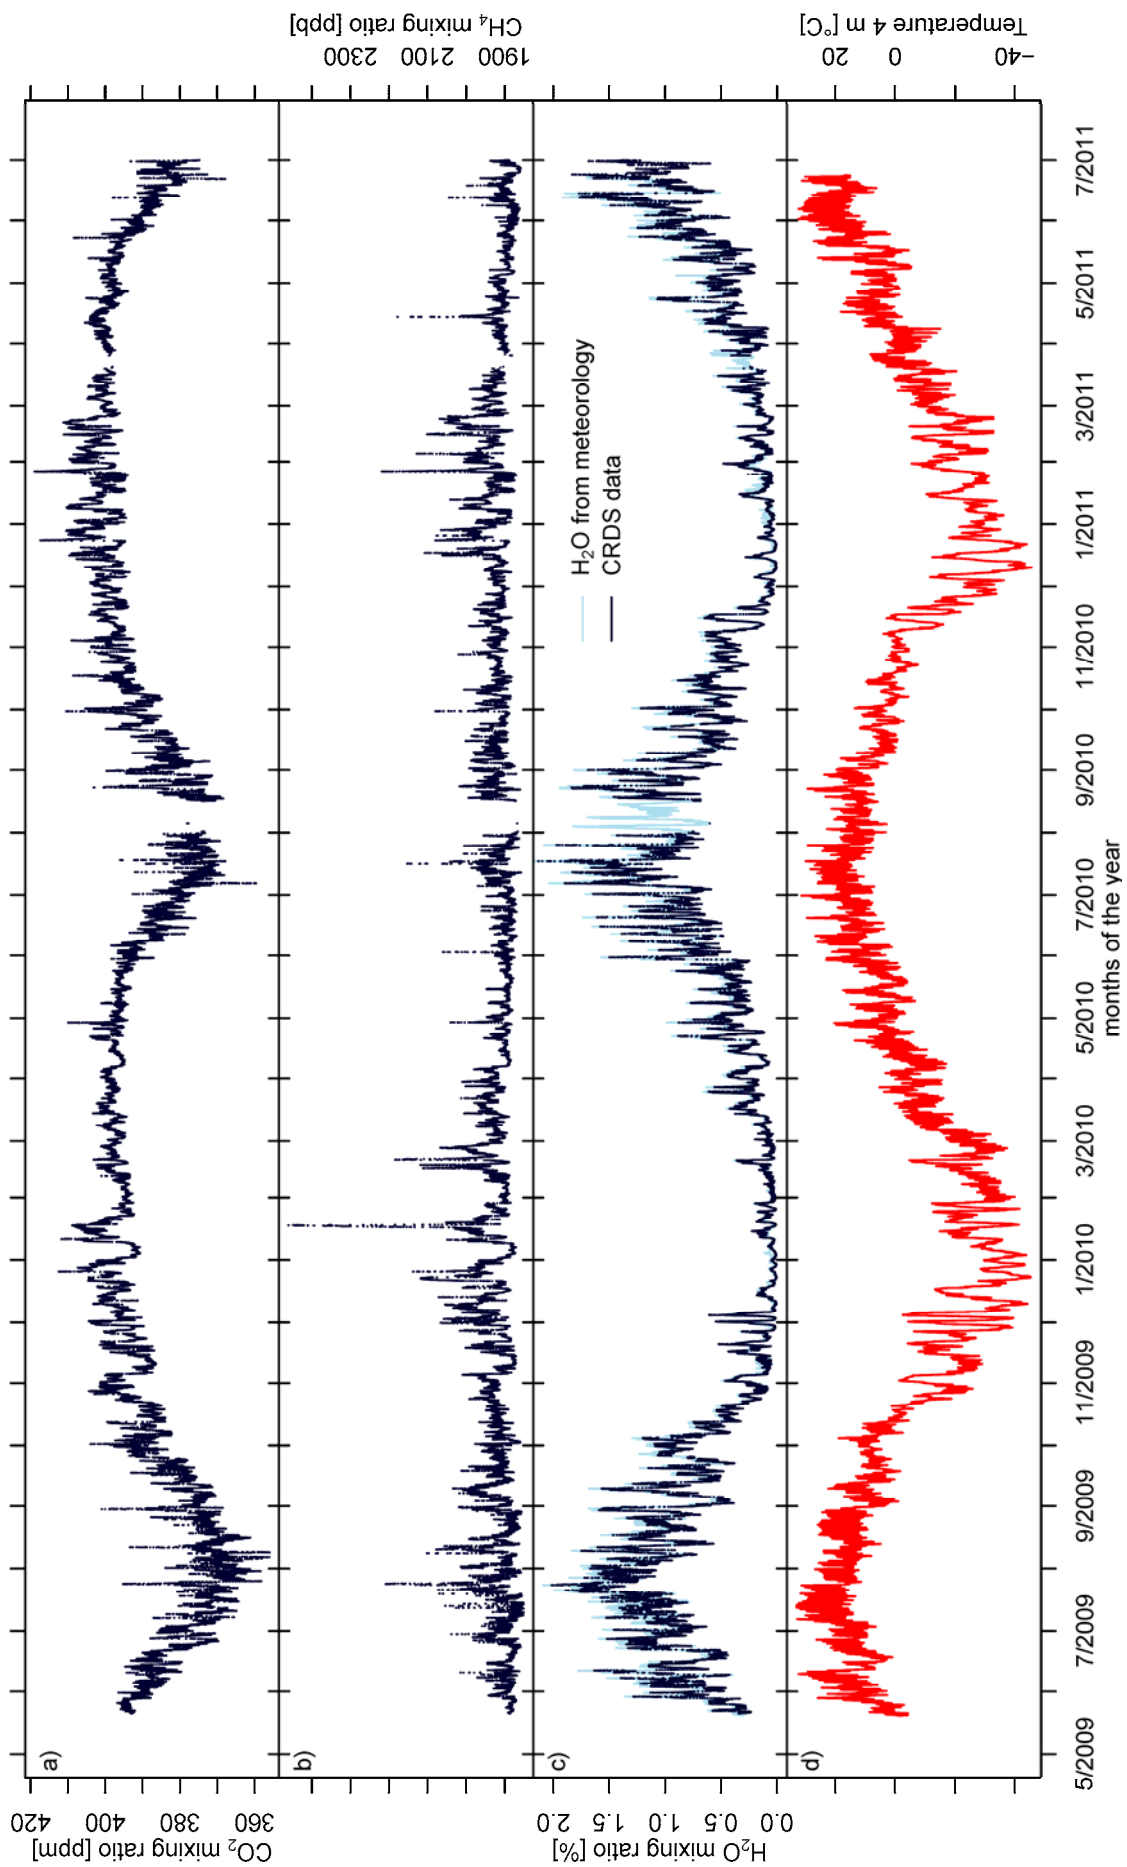 a)
CO2 mixing ratio [ppm]
420
400
380
360
b)
CH4 mixing ratio [ppb]
2300
2100
1900
c)
H2O mixing ratio [%]
2.0
1.5
1.0
0.5
0.0
H2O from meteorology
CRDS data
d)
Temperature 4 m [°C]
20
0
−40
5/2009
7/2009
9/2009
11/2009
1/2010
3/2010
5/2010
7/2010
9/2010
11/2010
1/2011
3/2011
5/2011
7/2011
months of the year